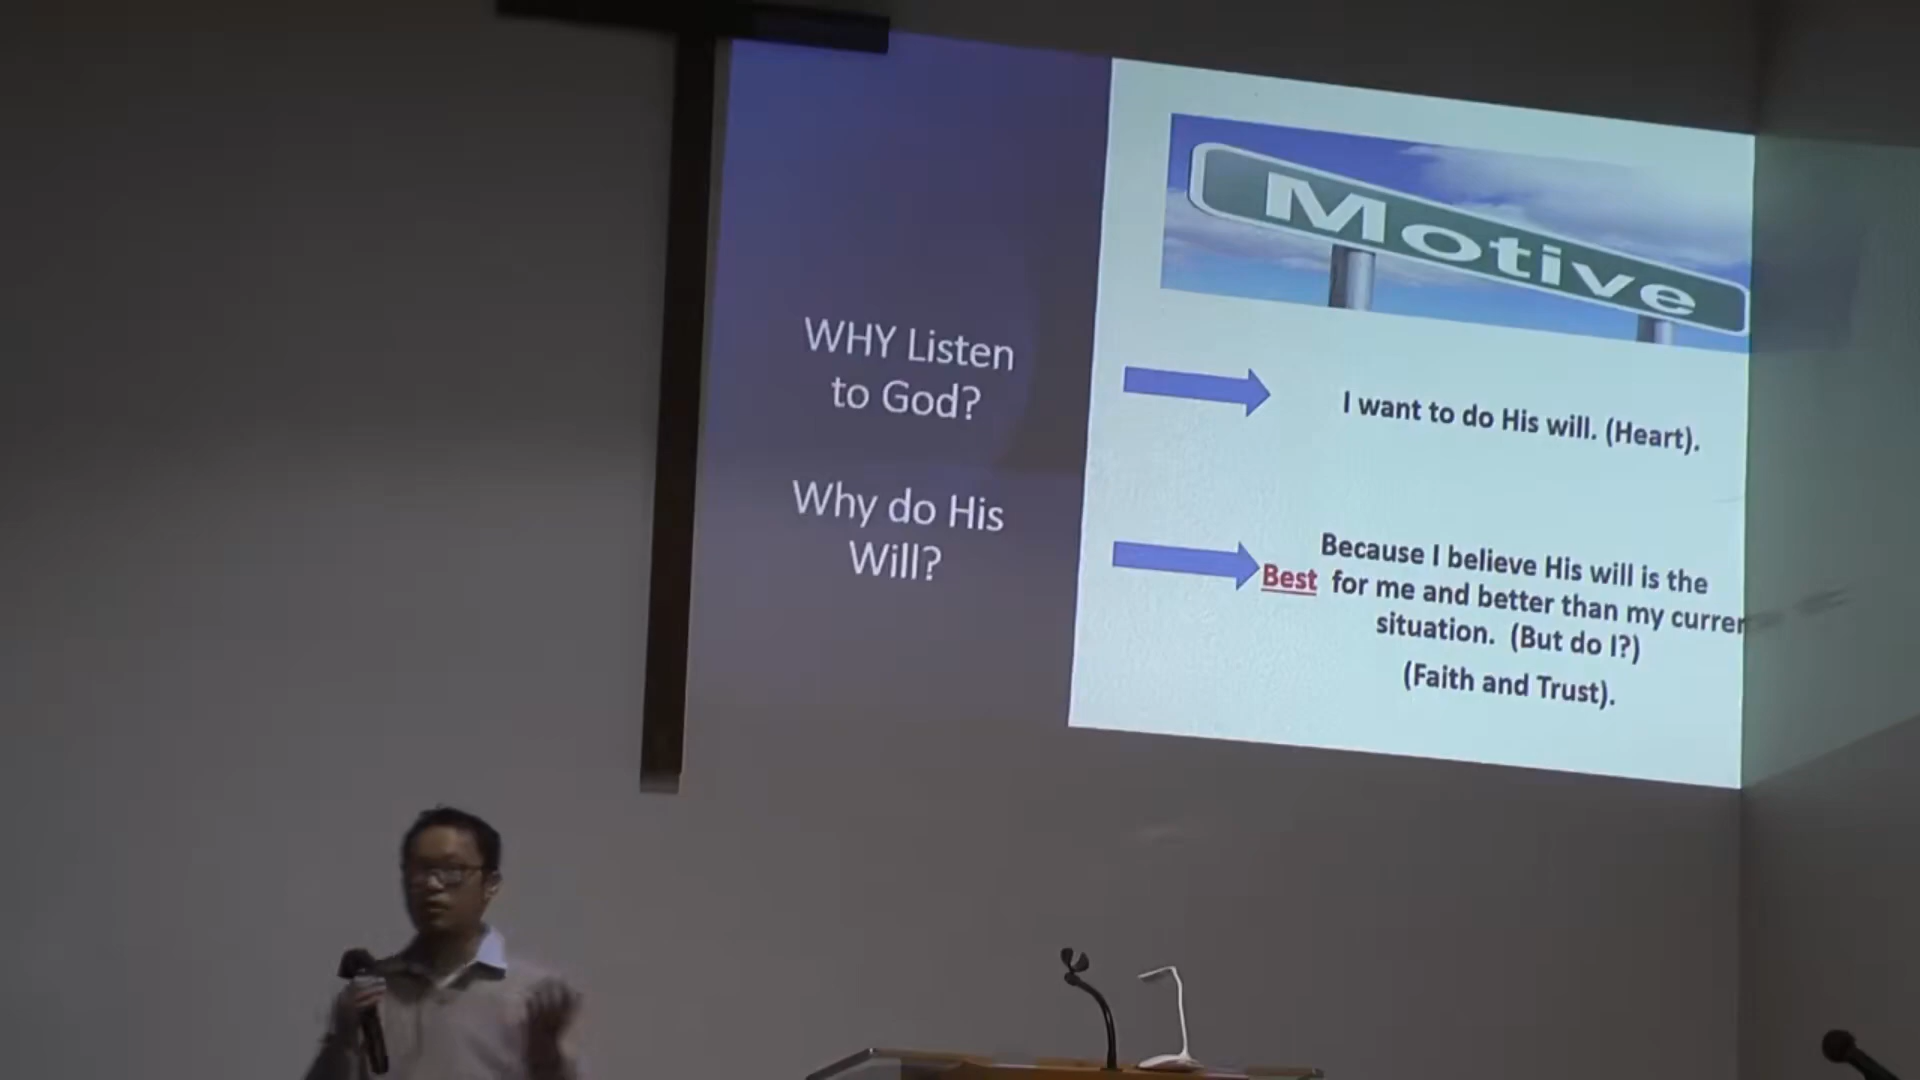 Motive
WHY Listen
to God?
I want to do His will. (Heart).
Why do His
Will?
Because I believe His will is the
Best for me and better than my curren
situation. (But do I?)
(Faith and Trust).